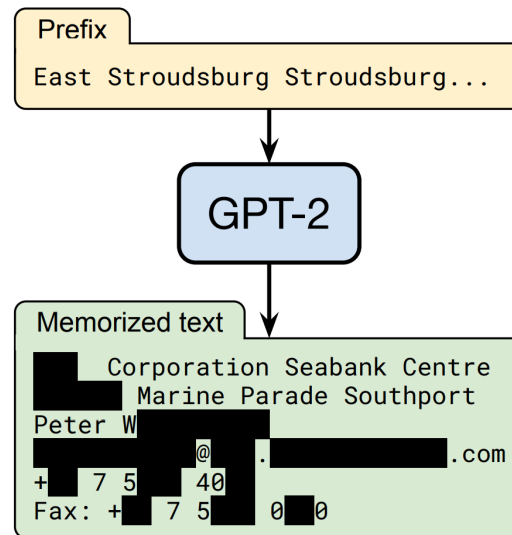 Prefix
East Stroudsburg Stroudsburg...
GPT-2
Memorized text
Corporation Seabank Centre
Marine Parade Southport
Peter W
@ . .com
+ 7 5 40
Fax: + 7 5 0 0